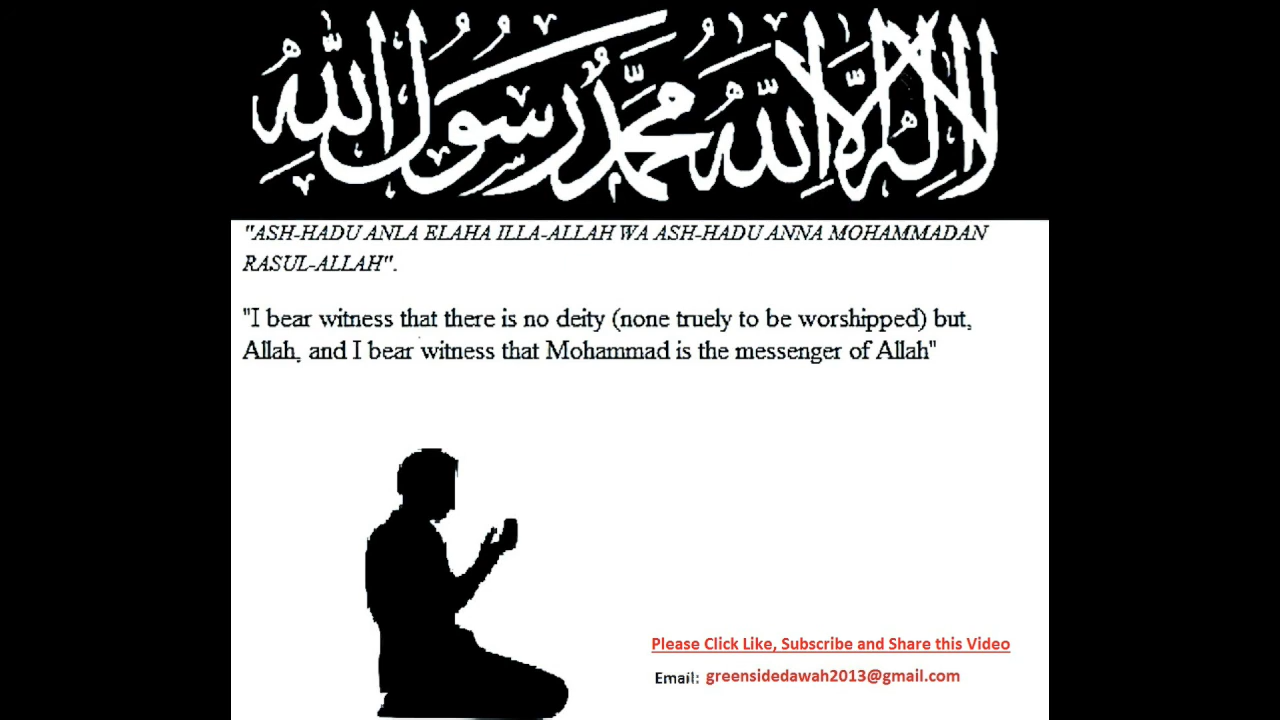 لا إله إلا الله محمد رسول الله
"ASH-HADU ANLA ELAHA ILLA-ALLAH WA ASH-HADU ANNA MOHAMMADAN
RASUL-ALLAH".
"I bear witness that there is no deity (none truely to be worshipped) but,
Allah, and I bear witness that Mohammad is the messenger of Allah"
Please Click Like, Subscribe and Share this Video
Email: greensidedawah2013@gmail.com